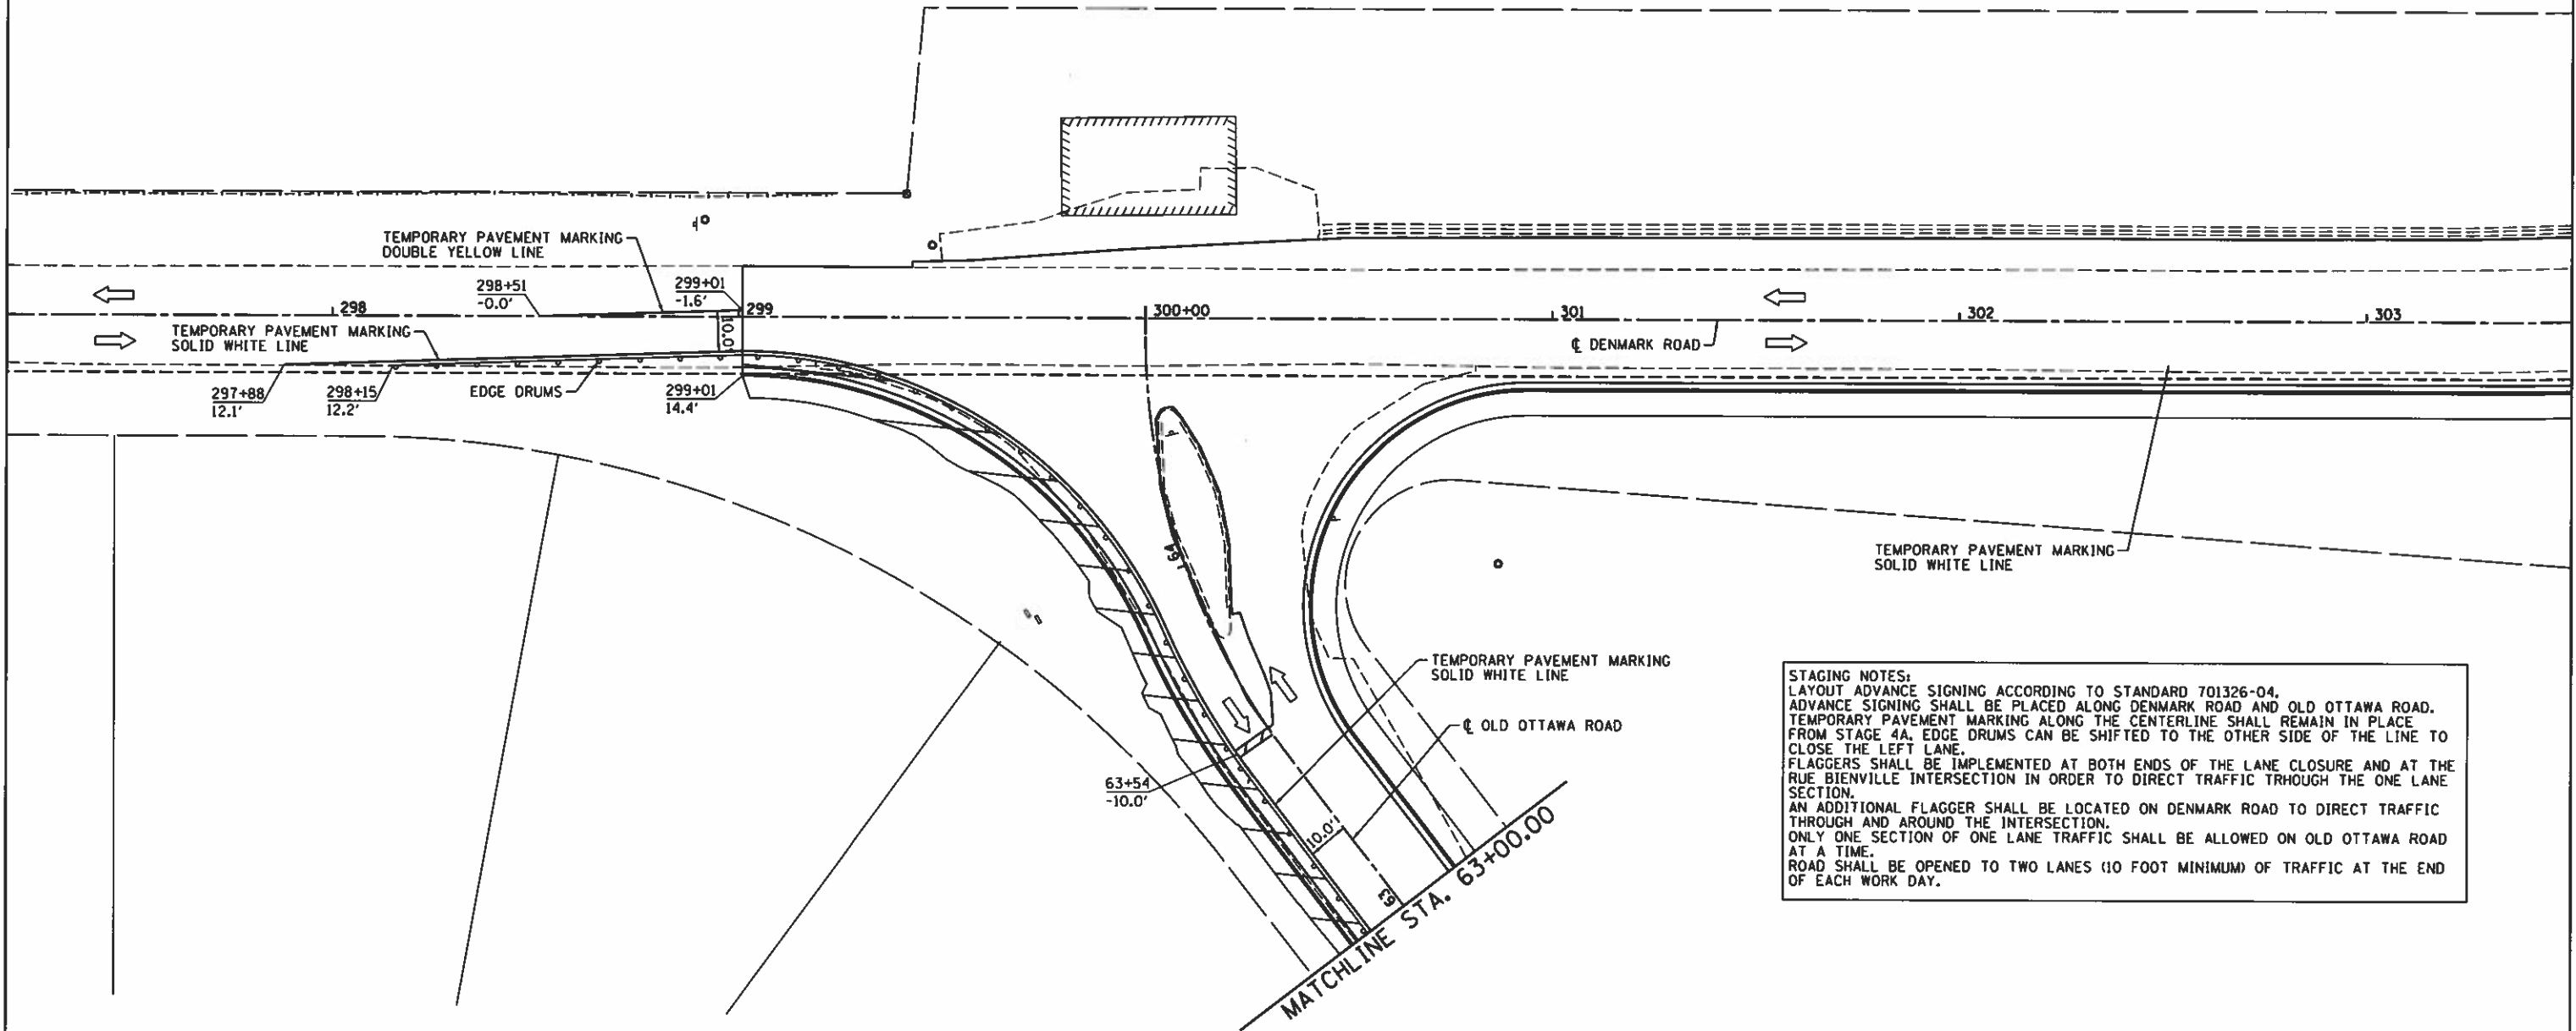 TEMPORARY PAVEMENT MARKING
DOUBLE YELLOW LINE
298+51
-0.0'
299+01
-1.6'
298
299
300+00
301
302
303
TEMPORARY PAVEMENT MARKING
SOLID WHITE LINE
10.0'
℄ DENMARK ROAD
297+88
12.1'
298+15
12.2'
EDGE DRUMS
299+01
14.4'
64
TEMPORARY PAVEMENT MARKING
SOLID WHITE LINE
TEMPORARY PAVEMENT MARKING
SOLID WHITE LINE
℄ OLD OTTAWA ROAD
63+54
-10.0'
10.0'
63
MATCHLINE STA. 63+00.00
STAGING NOTES:
LAYOUT ADVANCE SIGNING ACCORDING TO STANDARD 701326-04.
ADVANCE SIGNING SHALL BE PLACED ALONG DENMARK ROAD AND OLD OTTAWA ROAD.
TEMPORARY PAVEMENT MARKING ALONG THE CENTERLINE SHALL REMAIN IN PLACE
FROM STAGE 4A. EDGE DRUMS CAN BE SHIFTED TO THE OTHER SIDE OF THE LINE TO
CLOSE THE LEFT LANE.
FLAGGERS SHALL BE IMPLEMENTED AT BOTH ENDS OF THE LANE CLOSURE AND AT THE
RUE BIENVILLE INTERSECTION IN ORDER TO DIRECT TRAFFIC TRHOUGH THE ONE LANE
SECTION.
AN ADDITIONAL FLAGGER SHALL BE LOCATED ON DENMARK ROAD TO DIRECT TRAFFIC
THROUGH AND AROUND THE INTERSECTION.
ONLY ONE SECTION OF ONE LANE TRAFFIC SHALL BE ALLOWED ON OLD OTTAWA ROAD
AT A TIME.
ROAD SHALL BE OPENED TO TWO LANES (10 FOOT MINIMUM) OF TRAFFIC AT THE END
OF EACH WORK DAY.